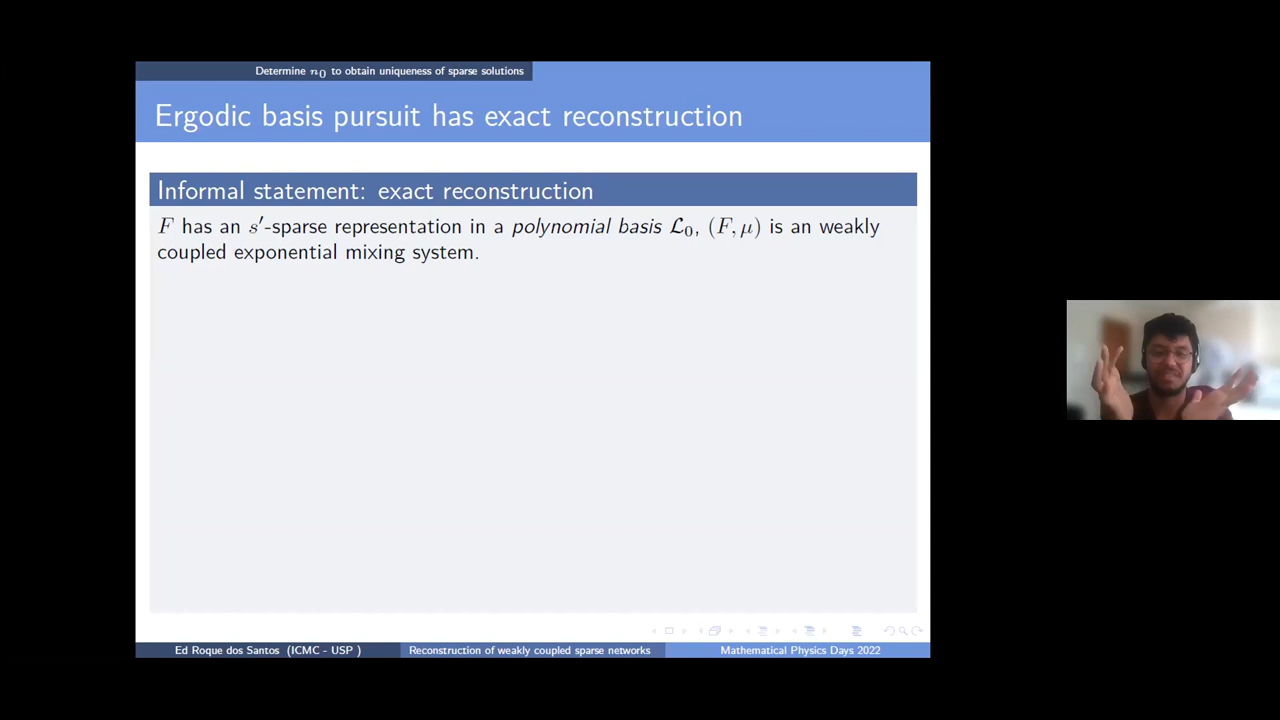 Determine n₀ to obtain uniqueness of sparse solutions
Ergodic basis pursuit has exact reconstruction
Informal statement: exact reconstruction
F has an s′-sparse representation in a polynomial basis 𝓛₀, (F, μ) is an weakly
coupled exponential mixing system.
Ed Roque dos Santos (ICMC - USP )
Reconstruction of weakly coupled sparse networks
Mathematical Physics Days 2022